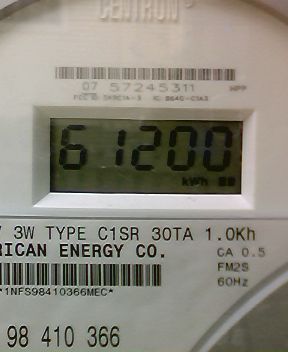 CENTRON
07 57245311 MPP
61200
kWh
3W TYPE C1SR 30TA 1.0Kh
RICAN ENERGY CO.
CA 0.5
FM2S
60Hz
*1NFS98410366MEC*
98 410 366